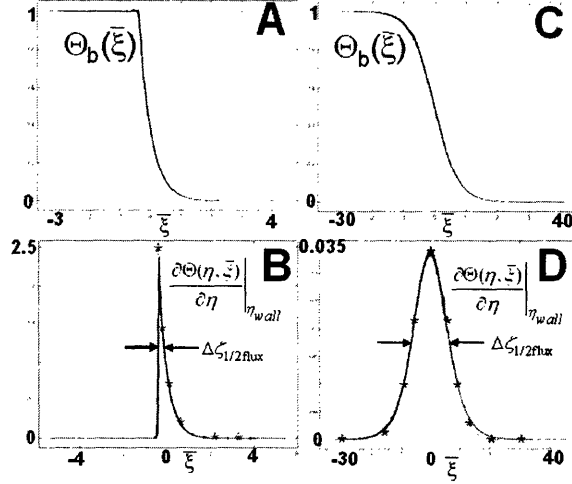 1
A
Θb(ξ̅)
0
-3
ξ̅
4
1
C
Θb(ξ̅)
0
-30
ξ̅
40
2.5
B
∂Θ(η, ξ̅)
∂η
ηwall
Δζ1/2flux
0
-4
0
ξ̅
4
0.035
D
∂Θ(η, ξ̅)
∂η
ηwall
Δζ1/2flux
0
-30
0
ξ̅
40